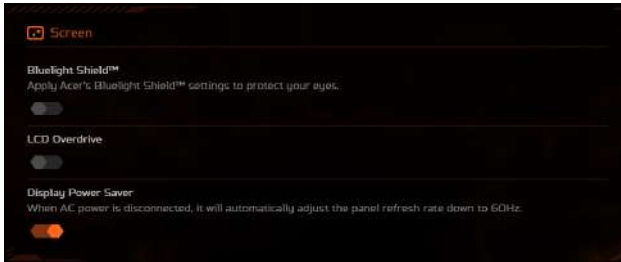 Screen
Bluelight Shield™
Apply Acer's Bluelight Shield™ settings to protect your eyes.
LCD Overdrive
Display Power Saver
When AC power is disconnected, it will automatically adjust the panel refresh rate down to 60Hz.